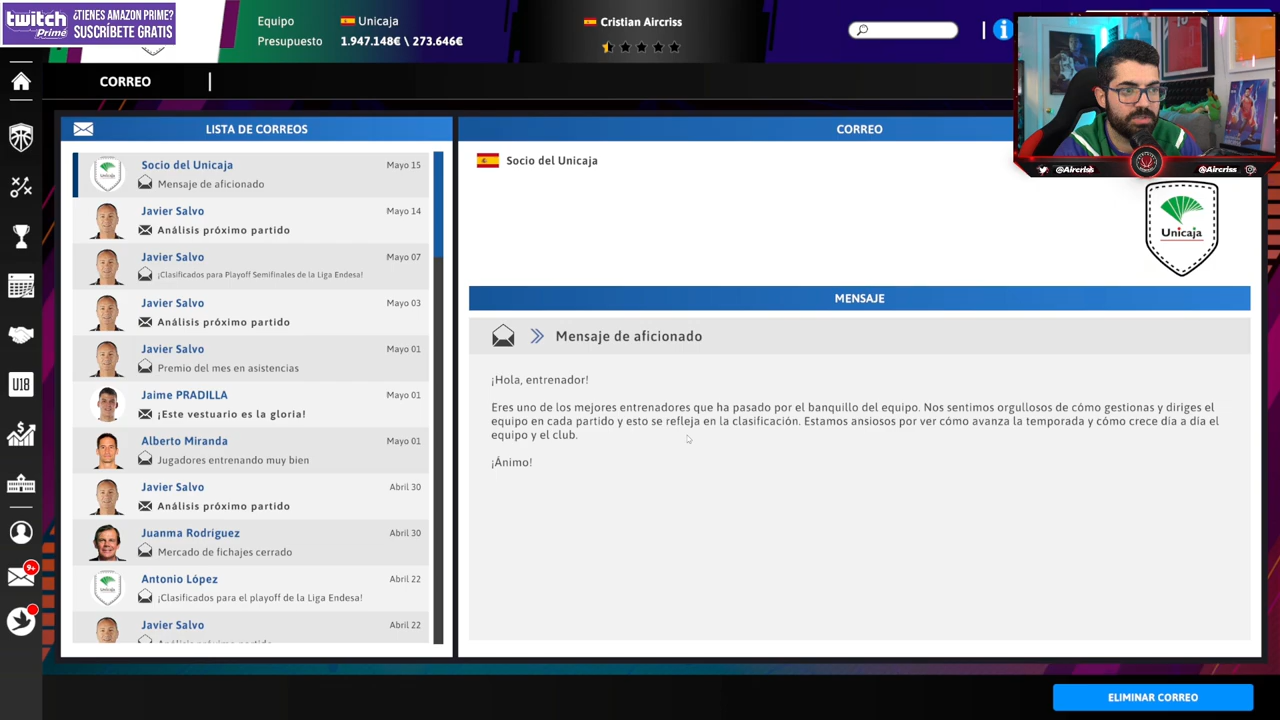 twitch
Prime
¿TIENES AMAZON PRIME?
SUSCRÍBETE GRATIS
Equipo
Unicaja
Presupuesto
1.947.148€ \ 273.646€
Cristian Aircriss
CORREO
LISTA DE CORREOS
Socio del Unicaja
Mayo 15
Mensaje de aficionado
Javier Salvo
Mayo 14
Análisis próximo partido
Javier Salvo
Mayo 07
¡Clasificados para Playoff Semifinales de la Liga Endesa!
Javier Salvo
Mayo 03
Análisis próximo partido
Javier Salvo
Mayo 01
Premio del mes en asistencias
Jaime PRADILLA
Mayo 01
¡Este vestuario es la gloria!
Alberto Miranda
Mayo 01
Jugadores entrenando muy bien
Javier Salvo
Abril 30
Análisis próximo partido
Juanma Rodríguez
Abril 30
Mercado de fichajes cerrado
Antonio López
Abril 22
¡Clasificados para el playoff de la Liga Endesa!
Javier Salvo
Abril 22
Análisis próximo partido
U18
9+
CORREO
Socio del Unicaja
Unicaja
MENSAJE
Mensaje de aficionado
¡Hola, entrenador!
Eres uno de los mejores entrenadores que ha pasado por el banquillo del equipo. Nos sentimos orgullosos de cómo gestionas y diriges el
equipo en cada partido y esto se refleja en la clasificación. Estamos ansiosos por ver cómo avanza la temporada y cómo crece día a día el
equipo y el club.
¡Ánimo!
@Aircriss
@Aircriss
ELIMINAR CORREO